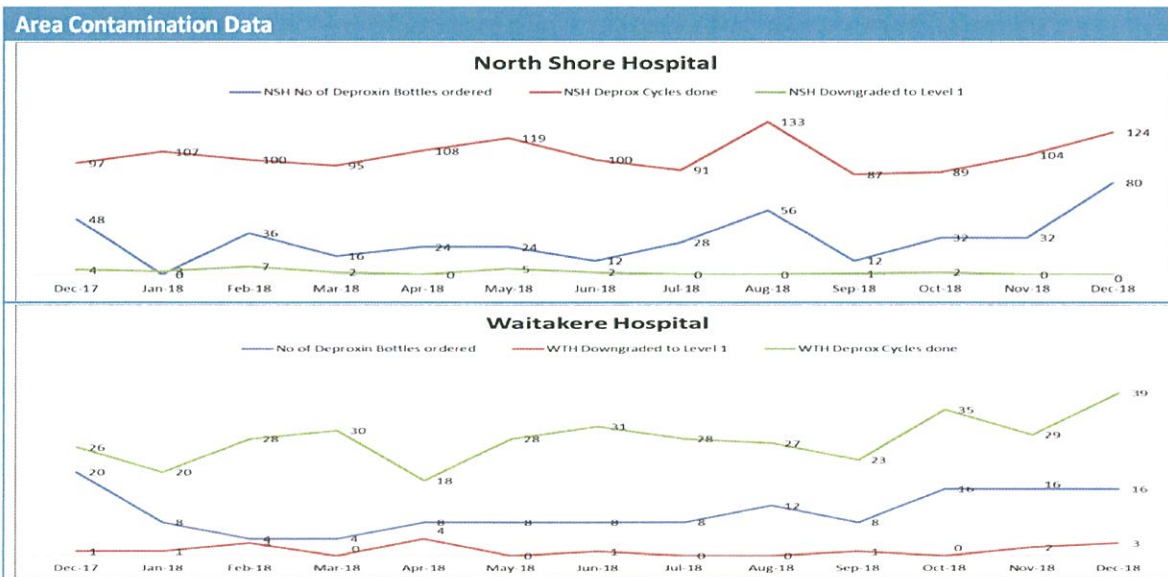 Area Contamination Data
North Shore Hospital
NSH No of Deproxin Bottles ordered NSH Deprox Cycles done NSH Downgraded to Level 1
97 107 100 95 108 119 100 91 133 87 89 104 124
48 36 16 24 24 12 28 56 12 32 32 80
4 7 2 0 5 2 0 0 1 2 0 0
Dec-17 Jan-18 Feb-18 Mar-18 Apr-18 May-18 Jun-18 Jul-18 Aug-18 Sep-18 Oct-18 Nov-18 Dec-18
Waitakere Hospital
No of Deproxin Bottles ordered WTH Downgraded to Level 1 WTH Deprox Cycles done
26 20 28 30 18 28 31 28 27 23 35 29 39
20 8 4 4 8 8 8 8 12 8 16 16 16
1 1 0 4 0 1 0 0 1 0 2 3
Dec-17 Jan-18 Feb-18 Mar-18 Apr-18 May-18 Jun-18 Jul-18 Aug-18 Sep-18 Oct-18 Nov-18 Dec-18